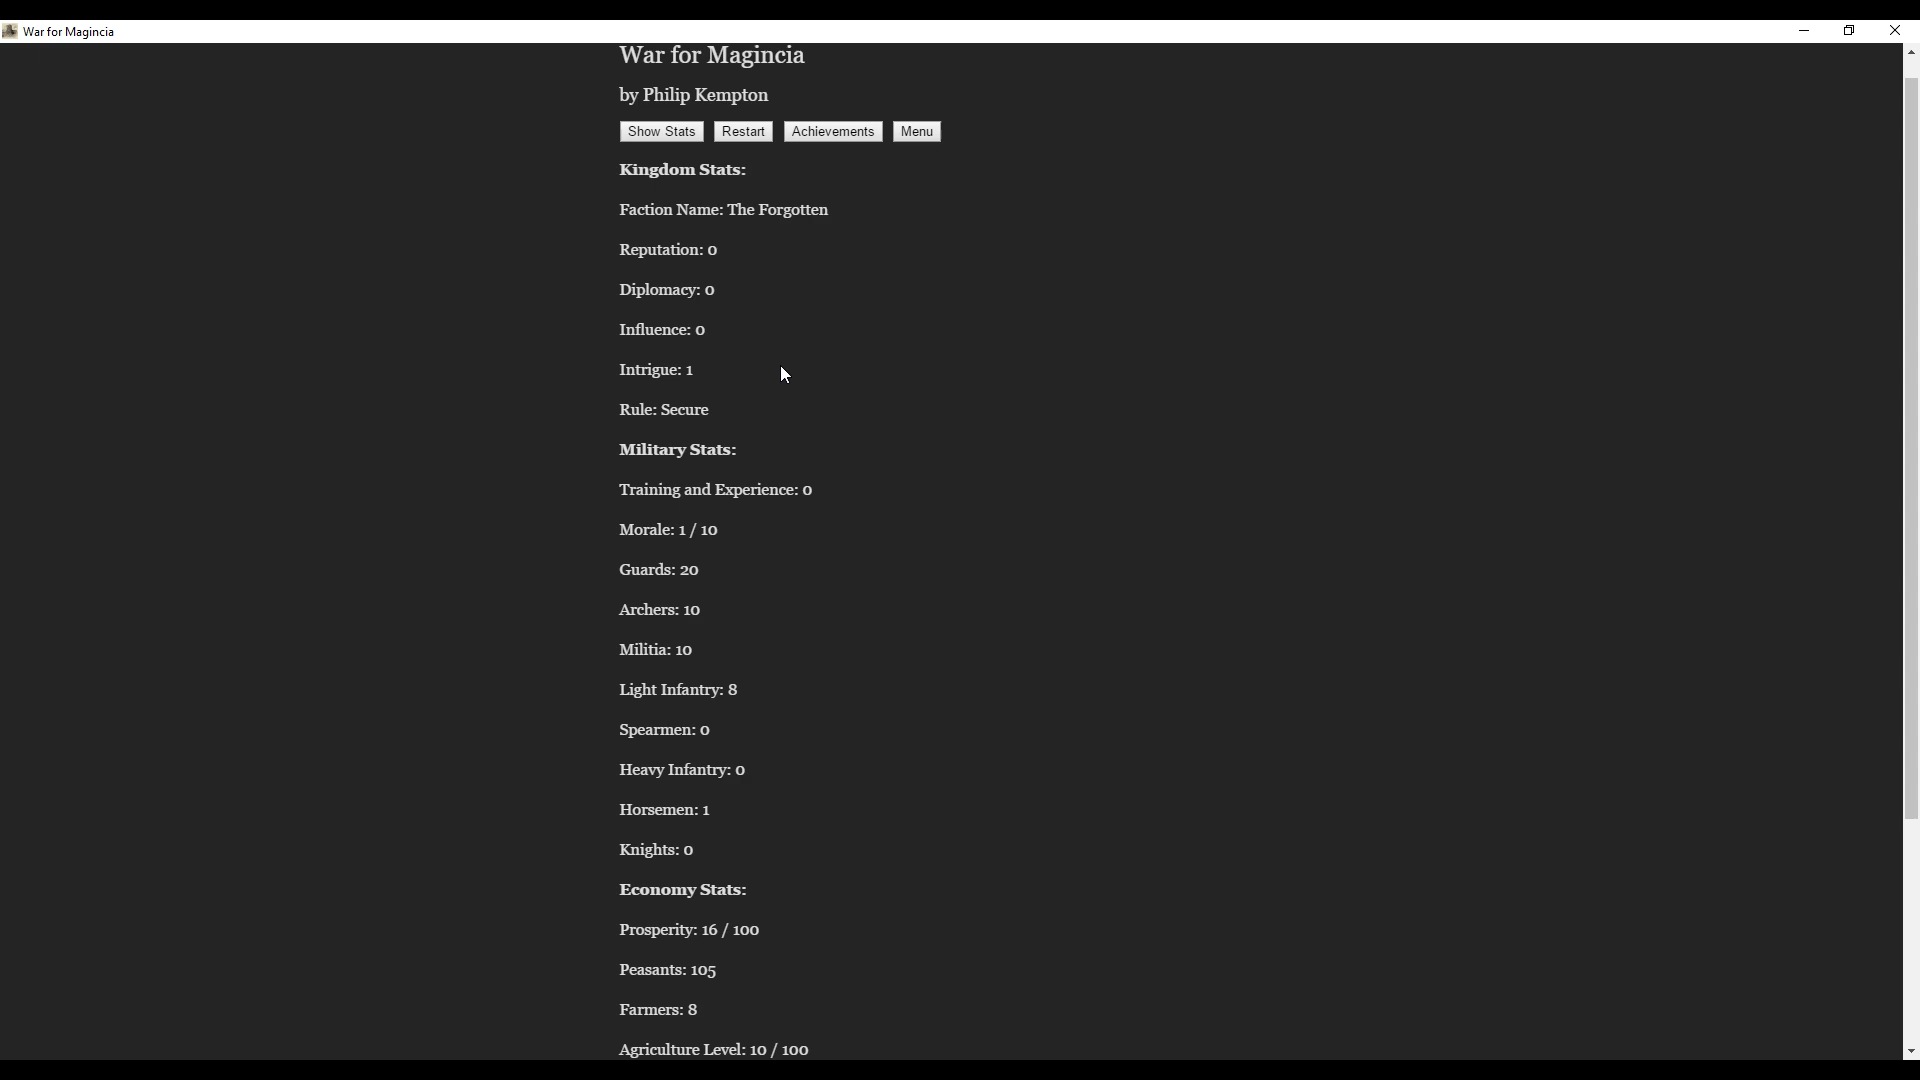 War for Magincia
War for Magincia
by Philip Kempton
Show Stats Restart Achievements Menu
Kingdom Stats:
Faction Name: The Forgotten
Reputation: 0
Diplomacy: 0
Influence: 0
Intrigue: 1
Rule: Secure
Military Stats:
Training and Experience: 0
Morale: 1 / 10
Guards: 20
Archers: 10
Militia: 10
Light Infantry: 8
Spearmen: 0
Heavy Infantry: 0
Horsemen: 1
Knights: 0
Economy Stats:
Prosperity: 16 / 100
Peasants: 105
Farmers: 8
Agriculture Level: 10 / 100